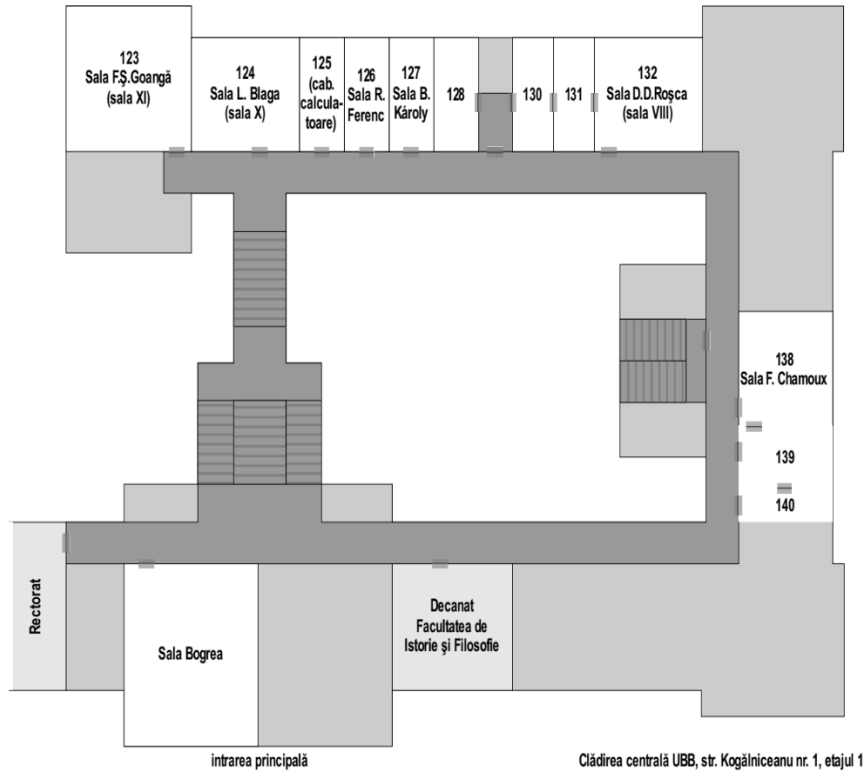 123
Sala F.Ş.Goangă
(sala XI)
124
Sala L. Blaga
(sala X)
125
(cab.
calcula-
toare)
126
Sala R.
Ferenc
127
Sala B.
Károly
128
130
131
132
Sala D.D.Roşca
(sala VIII)
138
Sala F. Chamoux
139
140
Rectorat
Sala Bogrea
Decanat
Facultatea de
Istorie şi Filosofie
intrarea principală
Clădirea centrală UBB, str. Kogălniceanu nr. 1, etajul 1